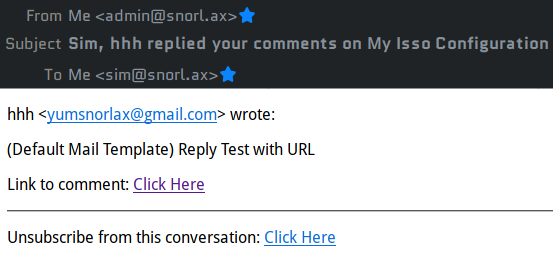 From Me <admin@snorl.ax>
Subject Sim, hhh replied your comments on My Isso Configuration
To Me <sim@snorl.ax>
hhh <yumsnorlax@gmail.com> wrote:
(Default Mail Template) Reply Test with URL
Link to comment: Click Here
Unsubscribe from this conversation: Click Here